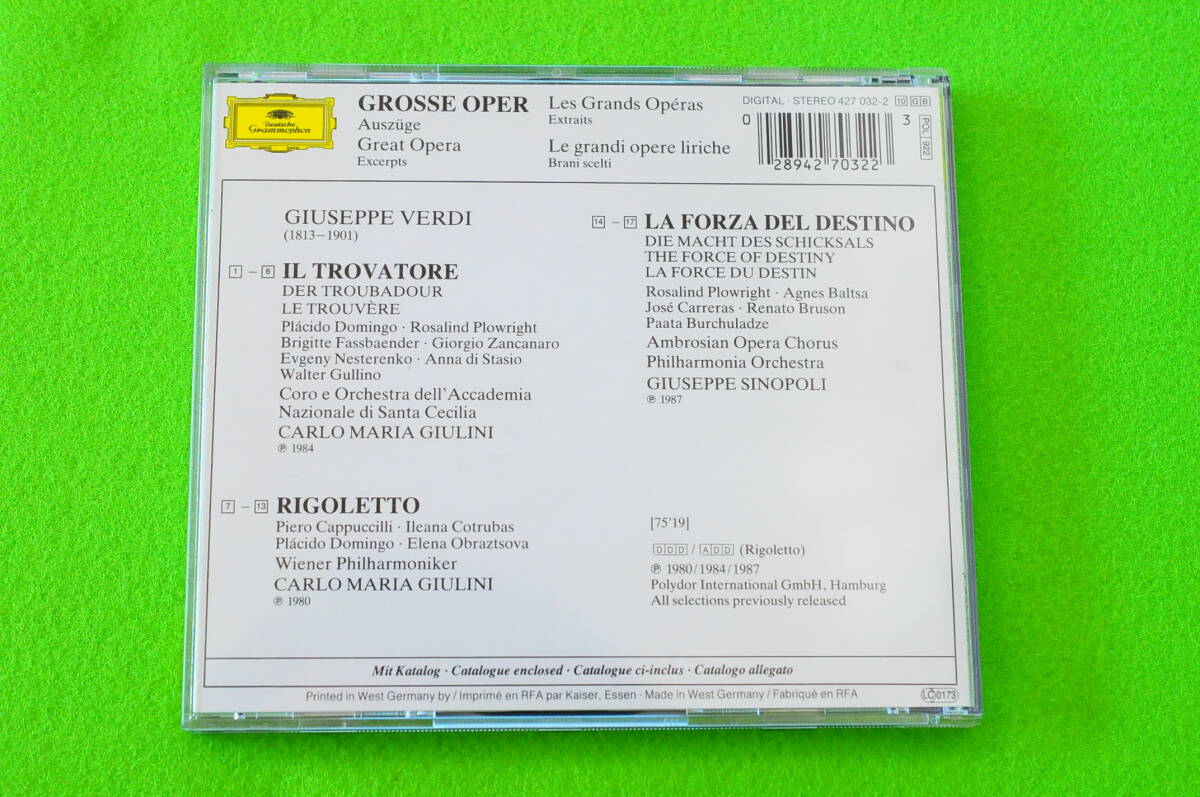 Deutsche
Grammophon
GROSSE OPER
Auszüge
Great Opera
Excerpts
Les Grands Opéras
Extraits
Le grandi opere liriche
Brani scelti
DIGITAL · STEREO 427 032-2 10 G B
0 28942 70322 3
POL 922
GIUSEPPE VERDI
(1813–1901)
1 – 6 IL TROVATORE
DER TROUBADOUR
LE TROUVÈRE
Plácido Domingo · Rosalind Plowright
Brigitte Fassbaender · Giorgio Zancanaro
Evgeny Nesterenko · Anna di Stasio
Walter Gullino
Coro e Orchestra dell'Accademia
Nazionale di Santa Cecilia
CARLO MARIA GIULINI
℗ 1984
7 – 13 RIGOLETTO
Piero Cappuccilli · Ileana Cotrubas
Plácido Domingo · Elena Obraztsova
Wiener Philharmoniker
CARLO MARIA GIULINI
℗ 1980
14 – 17 LA FORZA DEL DESTINO
DIE MACHT DES SCHICKSALS
THE FORCE OF DESTINY
LA FORCE DU DESTIN
Rosalind Plowright · Agnes Baltsa
José Carreras · Renato Bruson
Paata Burchuladze
Ambrosian Opera Chorus
Philharmonia Orchestra
GIUSEPPE SINOPOLI
℗ 1987
[75'19]
DDD / ADD (Rigoletto)
℗ 1980/1984/1987
Polydor International GmbH, Hamburg
All selections previously released
Mit Katalog · Catalogue enclosed · Catalogue ci-inclus · Catalogo allegato
Printed in West Germany by / Imprimé en RFA par Kaiser, Essen · Made in West Germany / Fabriqué en RFA
LC 0173